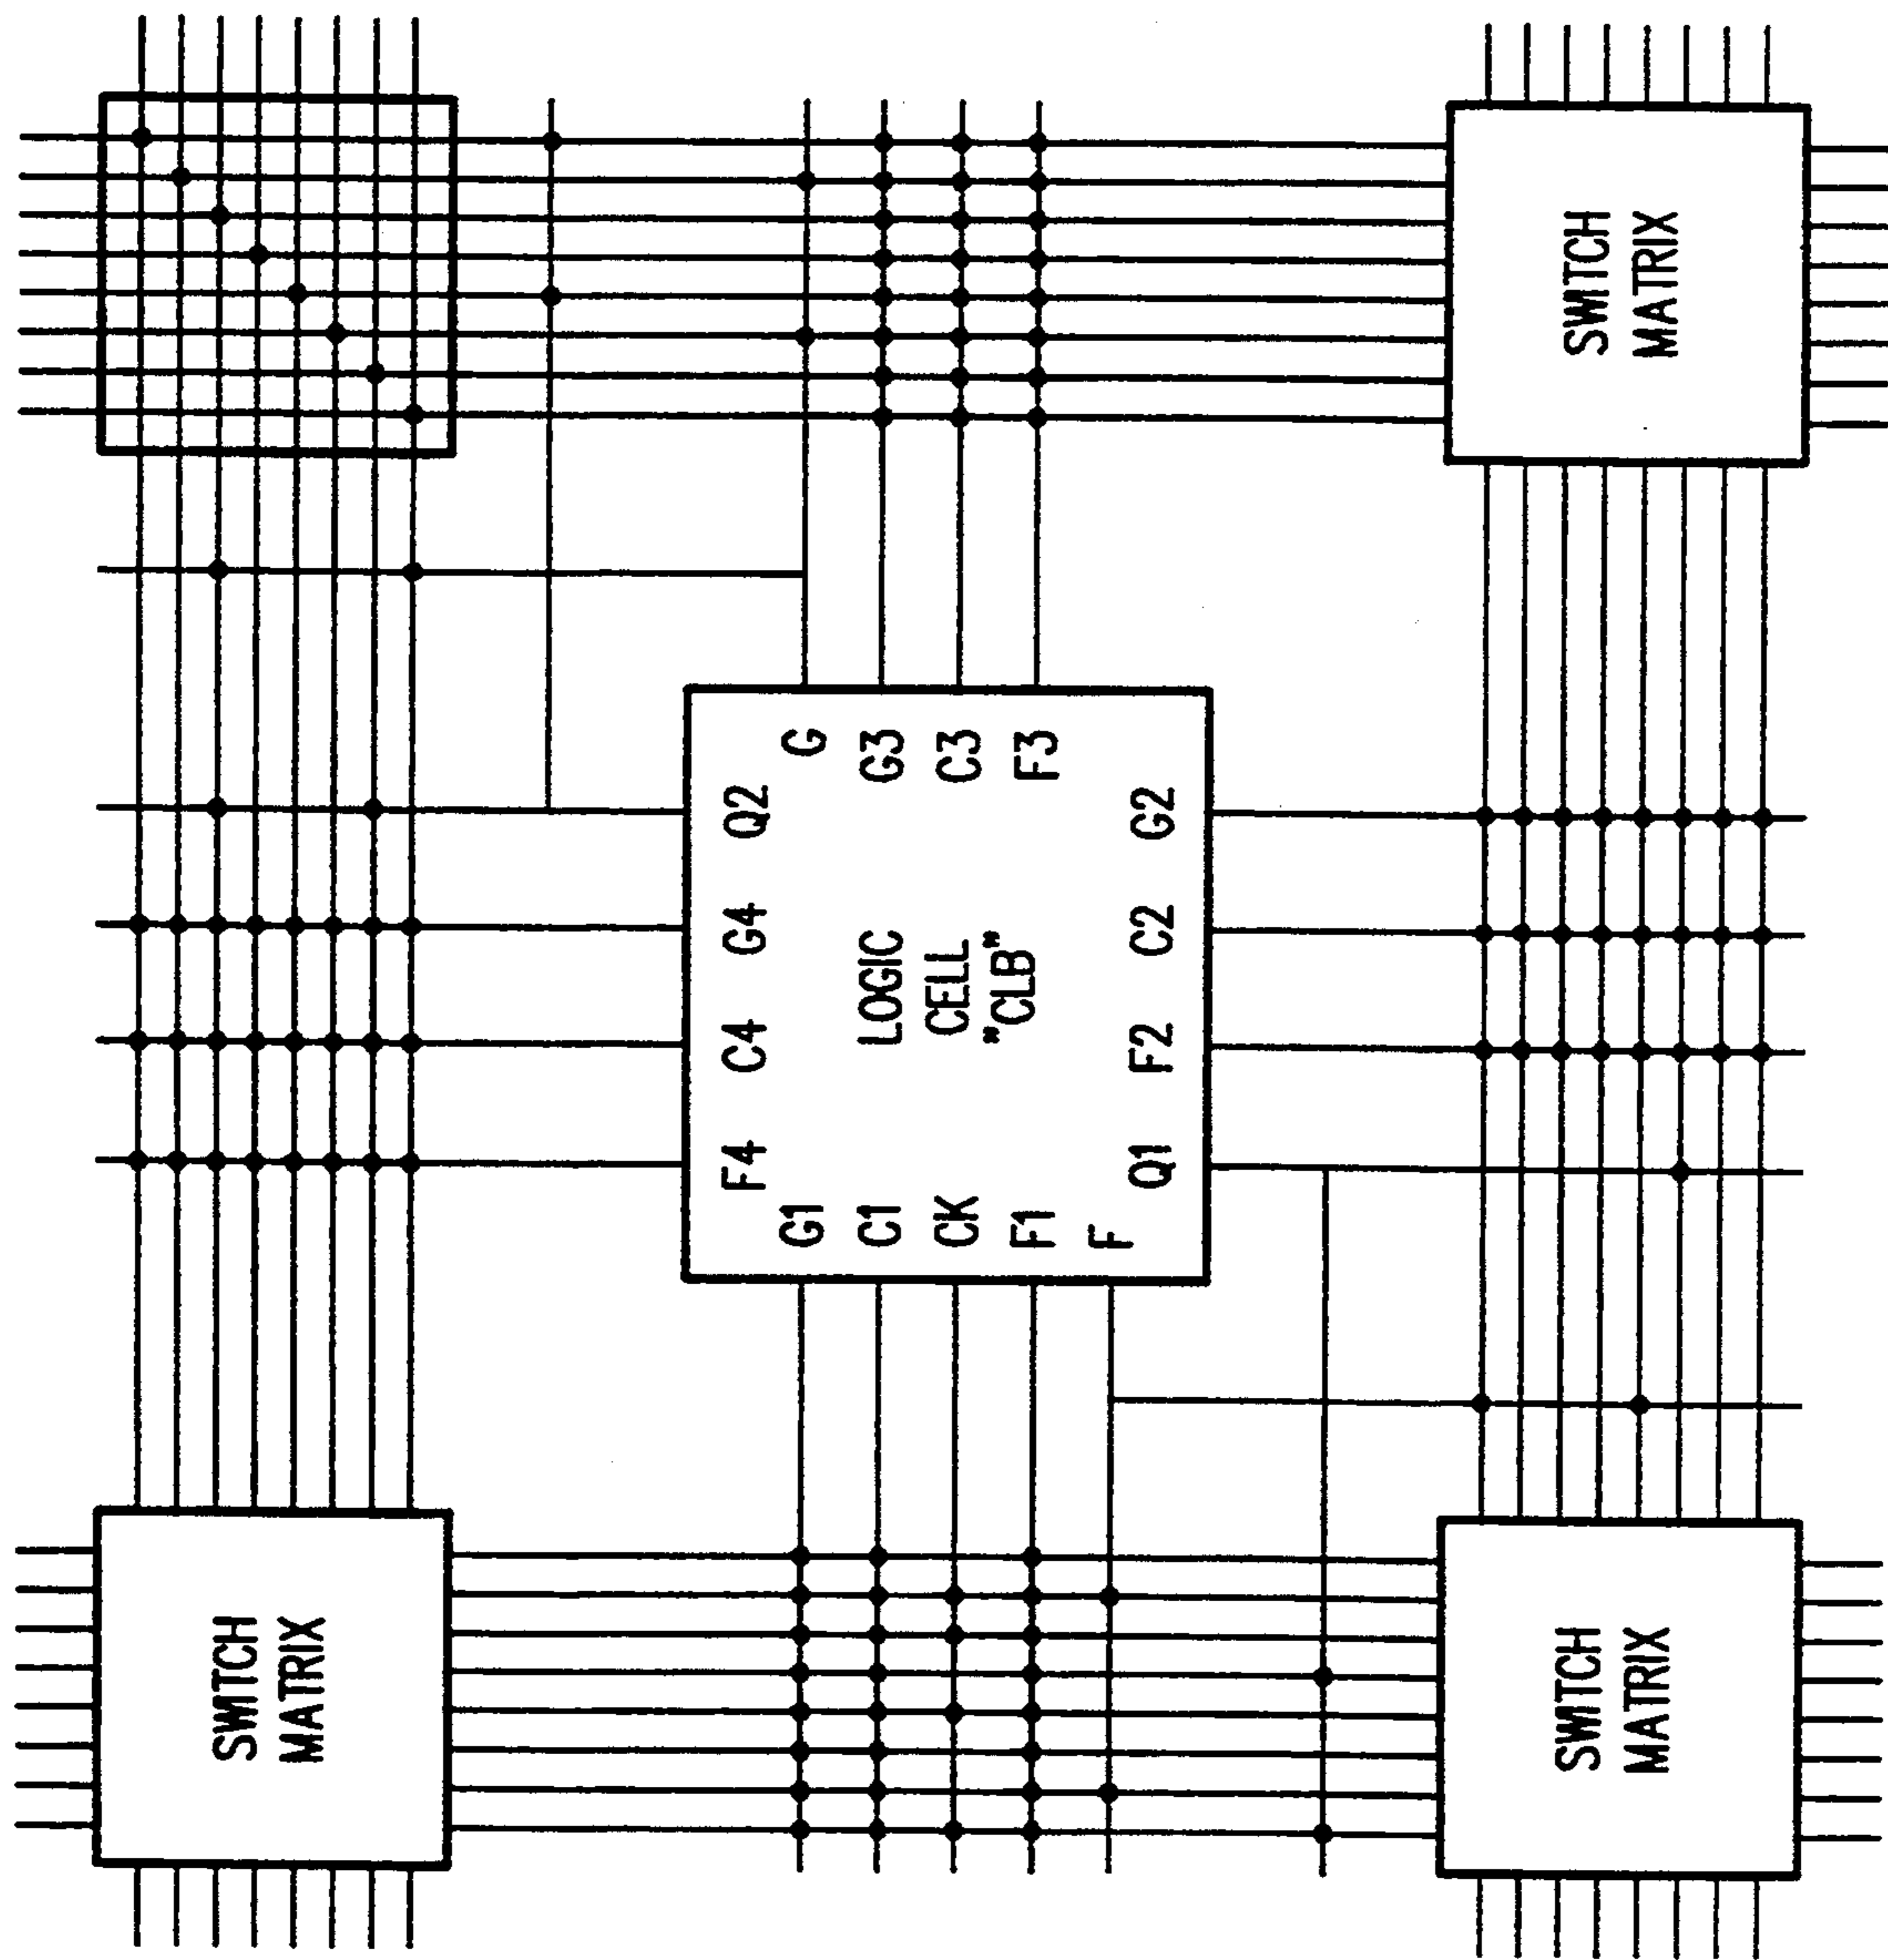 SWITCH
MATRIX
SWITCH
MATRIX
SWITCH
MATRIX
LOGIC
CELL
"CLB"
F4
C4
G4
Q2
G1
G
C1
G3
CK
C3
F1
F3
F
Q1
F2
C2
G2